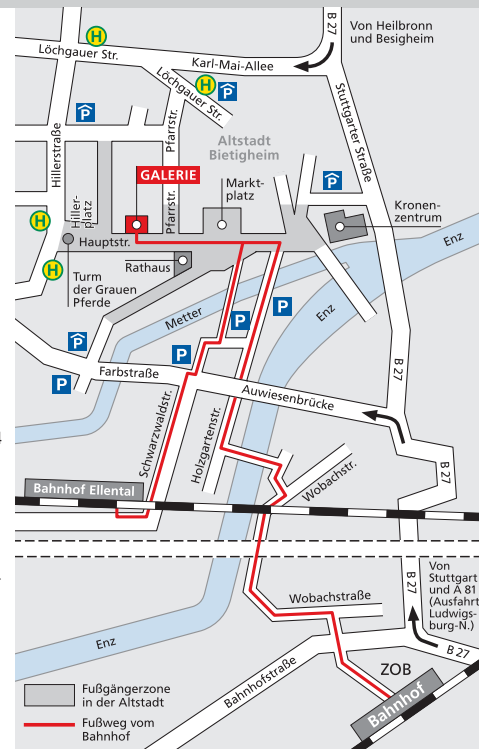 B 27
Von Heilbronn
und Besigheim
H
Löchgauer Str.
Karl-Mai-Allee
H
P
Löchgauer Str.
Stuttgarter Straße
P
Hillerstraße
Pfarrstr.
Altstadt
Bietigheim
GALERIE
P
Markt-
platz
Kronen-
zentrum
Hiller-
platz
Pfarrstr.
H
Hauptstr.
Enz
Rathaus
H
Turm
der Grauen
Pferde
P
Enz
Metter
P
P
P
Farbstraße
P
B 27
Auwiesenbrücke
Schwarzwaldstr.
Holzgartenstr.
B 27
Wobachstr.
Bahnhof Ellental
Von
Stuttgart
und A 81
(Ausfahrt
Ludwigs-
burg-N.)
B 27
Wobachstraße
Enz
B 27
Bahnhofstraße
ZOB
Bahnhof
Fußgängerzone
in der Altstadt
Fußweg vom
Bahnhof